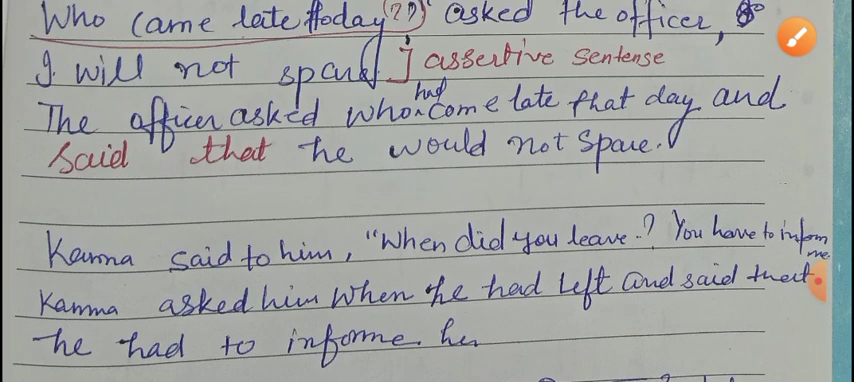 Who Came late today(??) asked the officer,
I will not spare] assertive sentense
The officer asked who had come late that day and
said that he would not spare.
Kamna said to him, "When did you leave.? You have to inform me.
Kamna asked him when he had left and said that
he had to informe her